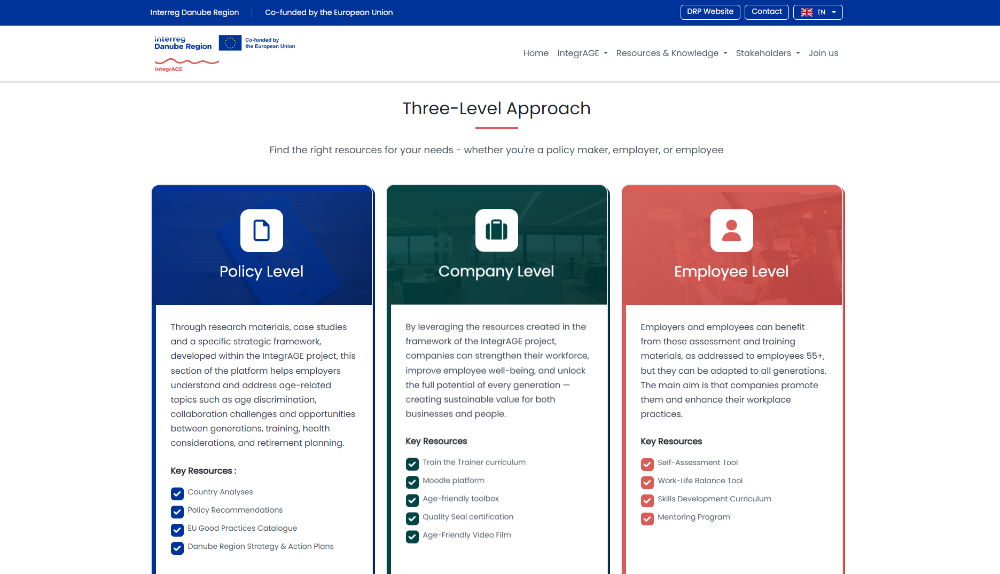 Interreg Danube Region
Co-funded by the European Union
DRP Website
Contact
EN
Interreg
Danube Region
Co-funded by
the European Union
IntegrAGE
Home
IntegrAGE
Resources & Knowledge
Stakeholders
Join us
Three-Level Approach
Find the right resources for your needs - whether you're a policy maker, employer, or employee
Policy Level
Through research materials, case studies
and a specific strategic framework,
developed within the IntegrAGE project, this
section of the platform helps employers
understand and address age-related
topics such as age discrimination,
collaboration challenges and opportunities
between generations, training, health
considerations, and retirement planning.
Key Resources :
Country Analyses
Policy Recommendations
EU Good Practices Catalogue
Danube Region Strategy & Action Plans
Company Level
By leveraging the resources created in the
framework of the IntegrAGE project,
companies can strengthen their workforce,
improve employee well-being, and unlock
the full potential of every generation —
creating sustainable value for both
businesses and people.
Key Resources
Train the Trainer curriculum
Moodle platform
Age-friendly toolbox
Quality Seal certification
Age-Friendly Video Film
Employee Level
Employers and employees can benefit
from these assessment and training
materials, as addressed to employees 55+,
but they can be adapted to all generations.
The main aim is that companies promote
them and enhance their workplace
practices.
Key Resources
Self-Assessment Tool
Work-Life Balance Tool
Skills Development Curriculum
Mentoring Program